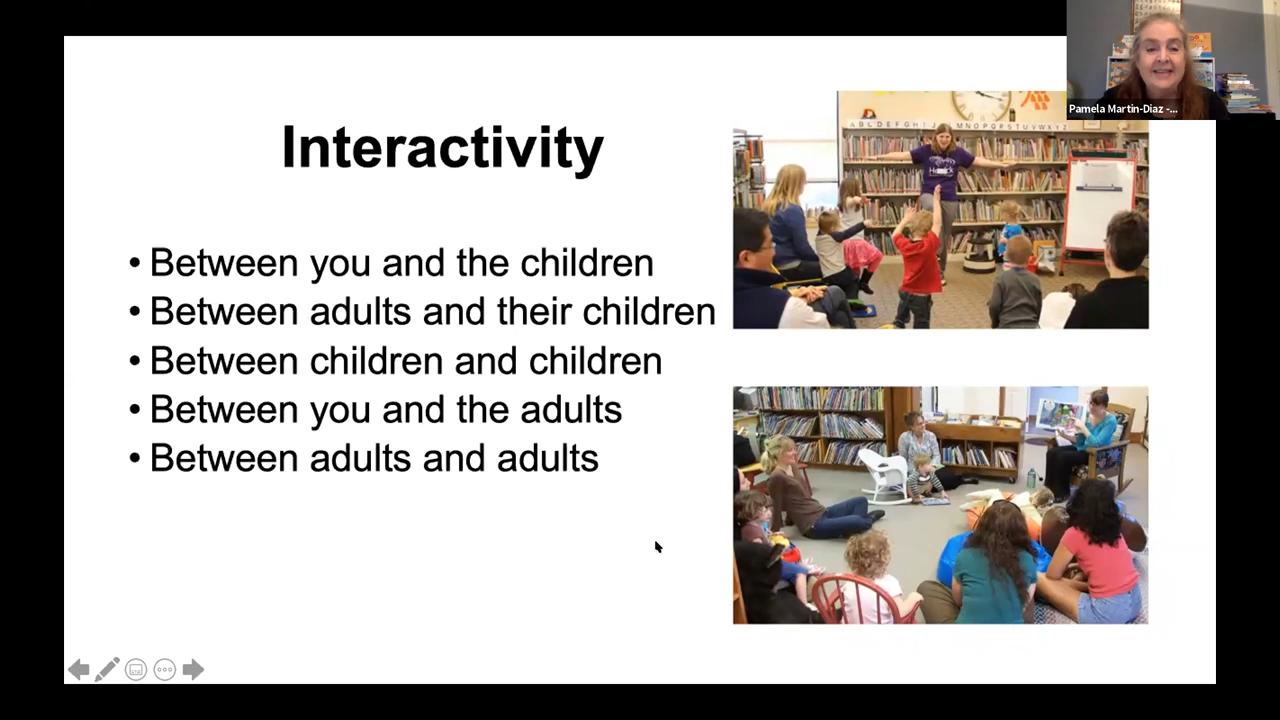 Interactivity
• Between you and the children
• Between adults and their children
• Between children and children
• Between you and the adults
• Between adults and adults
Pamela Martin-Diaz -...